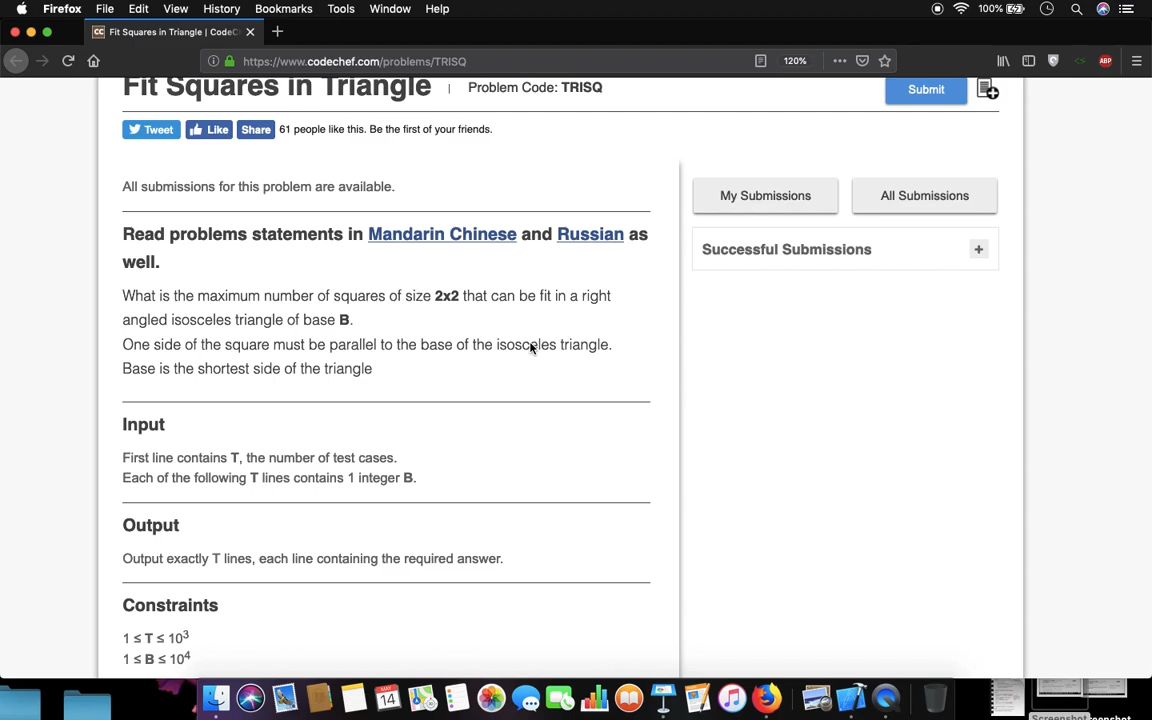 Firefox File Edit View History Bookmarks Tools Window Help 100%
Fit Squares in Triangle | CodeC
https://www.codechef.com/problems/TRISQ 120% ABP
Fit Squares in Triangle | Problem Code: TRISQ Submit
Tweet Like Share 61 people like this. Be the first of your friends.
All submissions for this problem are available.
My Submissions All Submissions
Read problems statements in Mandarin Chinese and Russian as
well.
Successful Submissions +
What is the maximum number of squares of size 2x2 that can be fit in a right
angled isosceles triangle of base B.
One side of the square must be parallel to the base of the isosceles triangle.
Base is the shortest side of the triangle
Input
First line contains T, the number of test cases.
Each of the following T lines contains 1 integer B.
Output
Output exactly T lines, each line containing the required answer.
Constraints
1 ≤ T ≤ 10³
1 ≤ B ≤ 10⁴
MAY
14
Screenshot